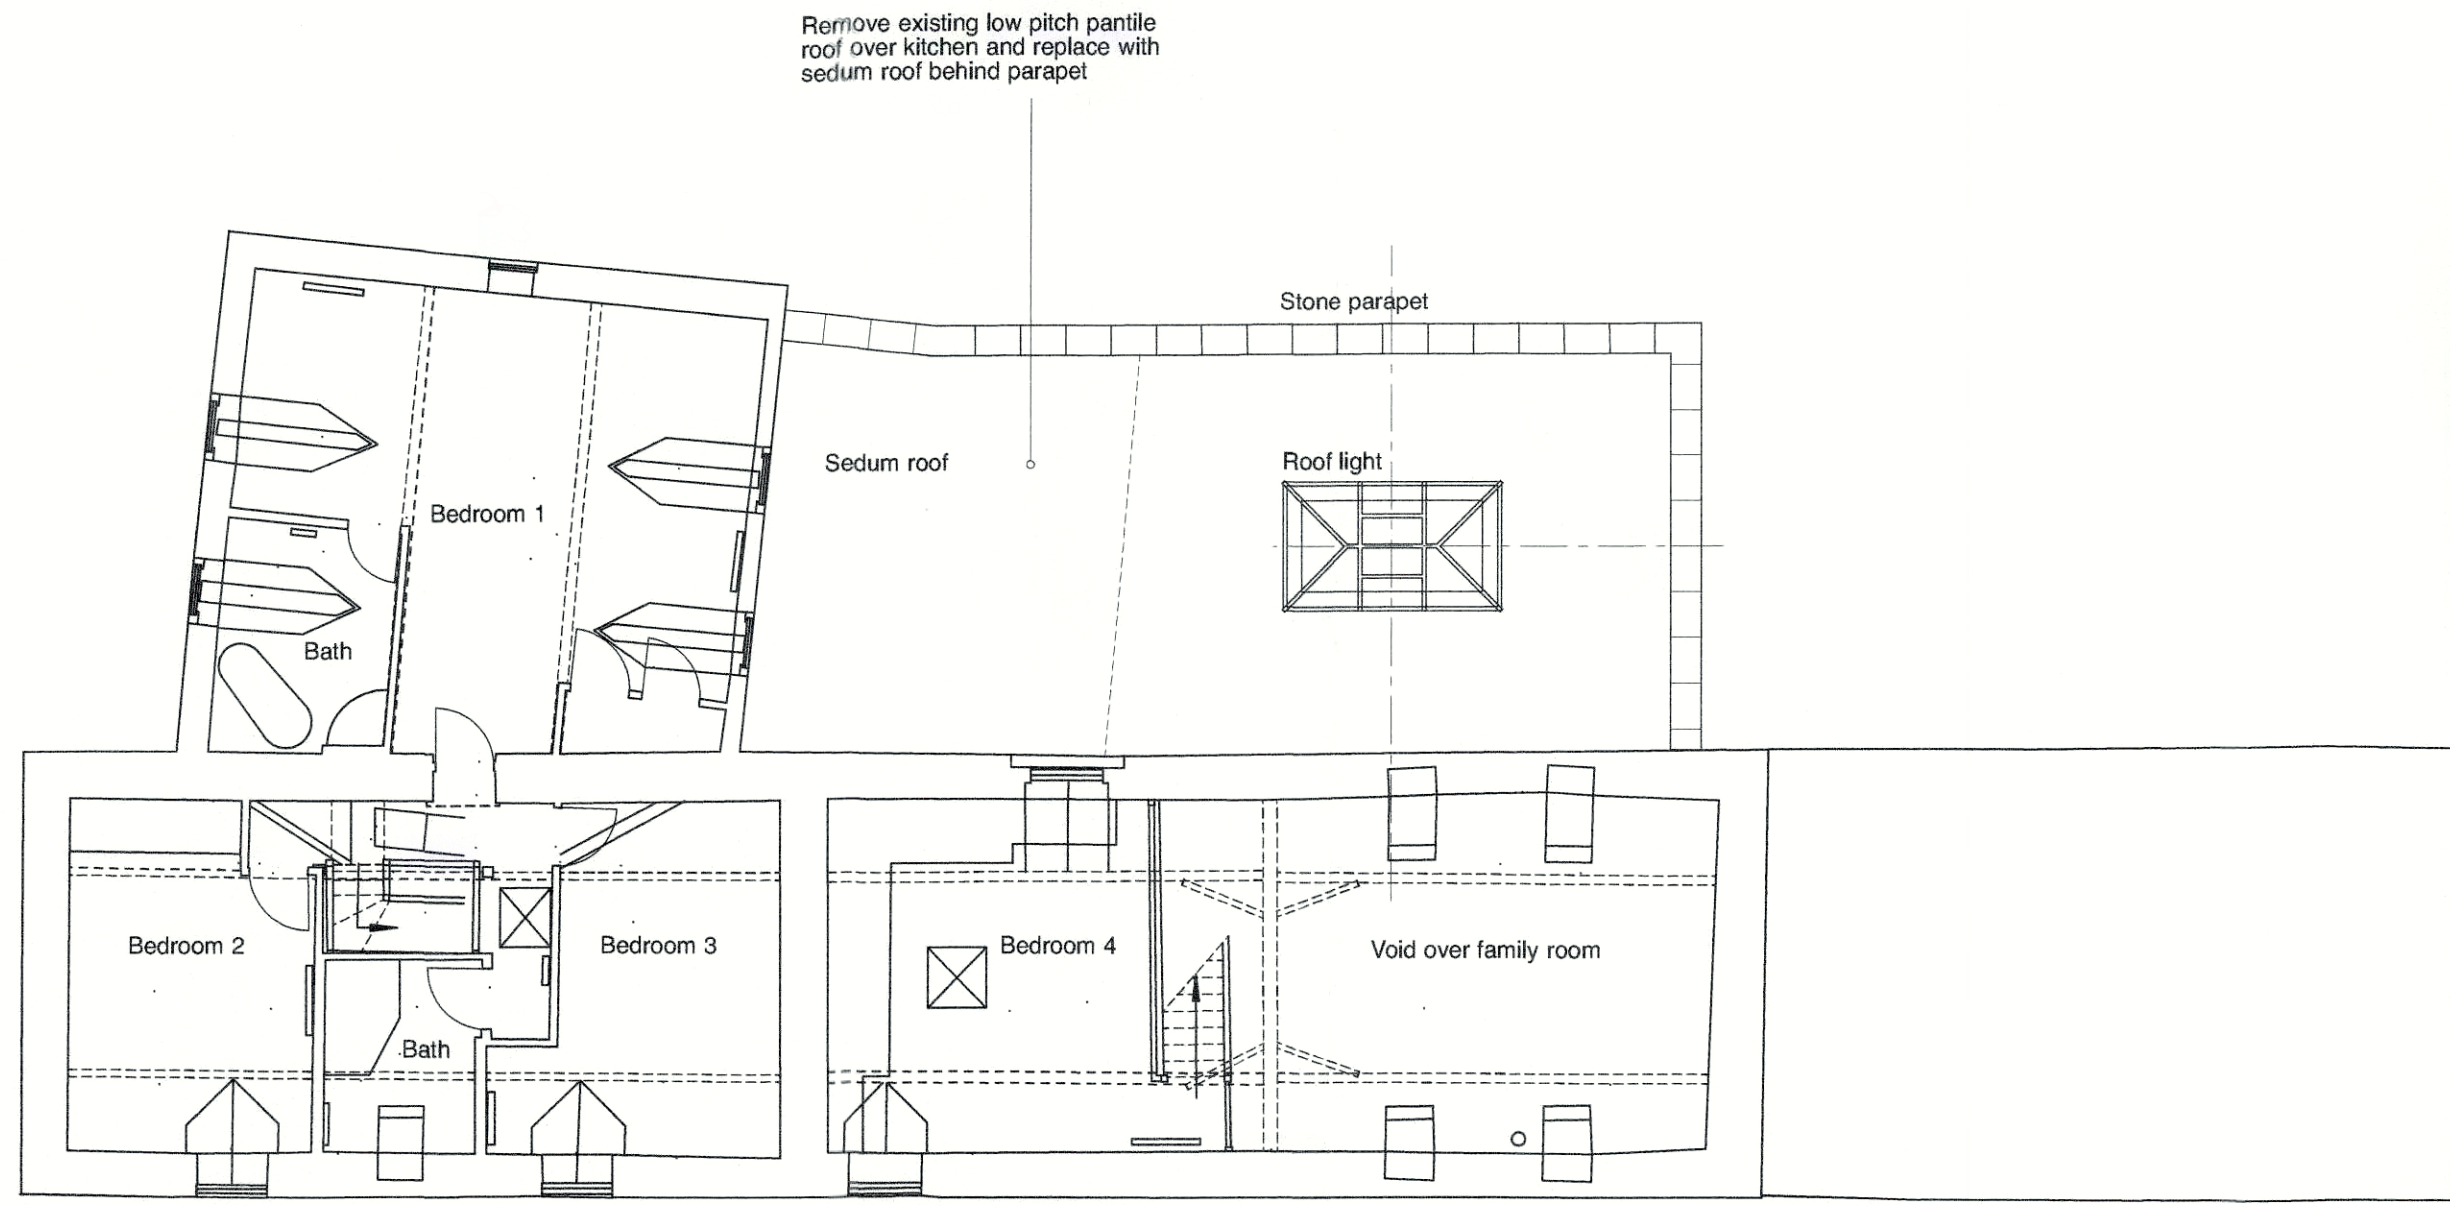 Remove existing low pitch pantile
roof over kitchen and replace with
sedum roof behind parapet
Stone parapet
Sedum roof
Roof light
Bedroom 1
Bath
Bedroom 2
Bedroom 3
Bedroom 4
Void over family room
Bath